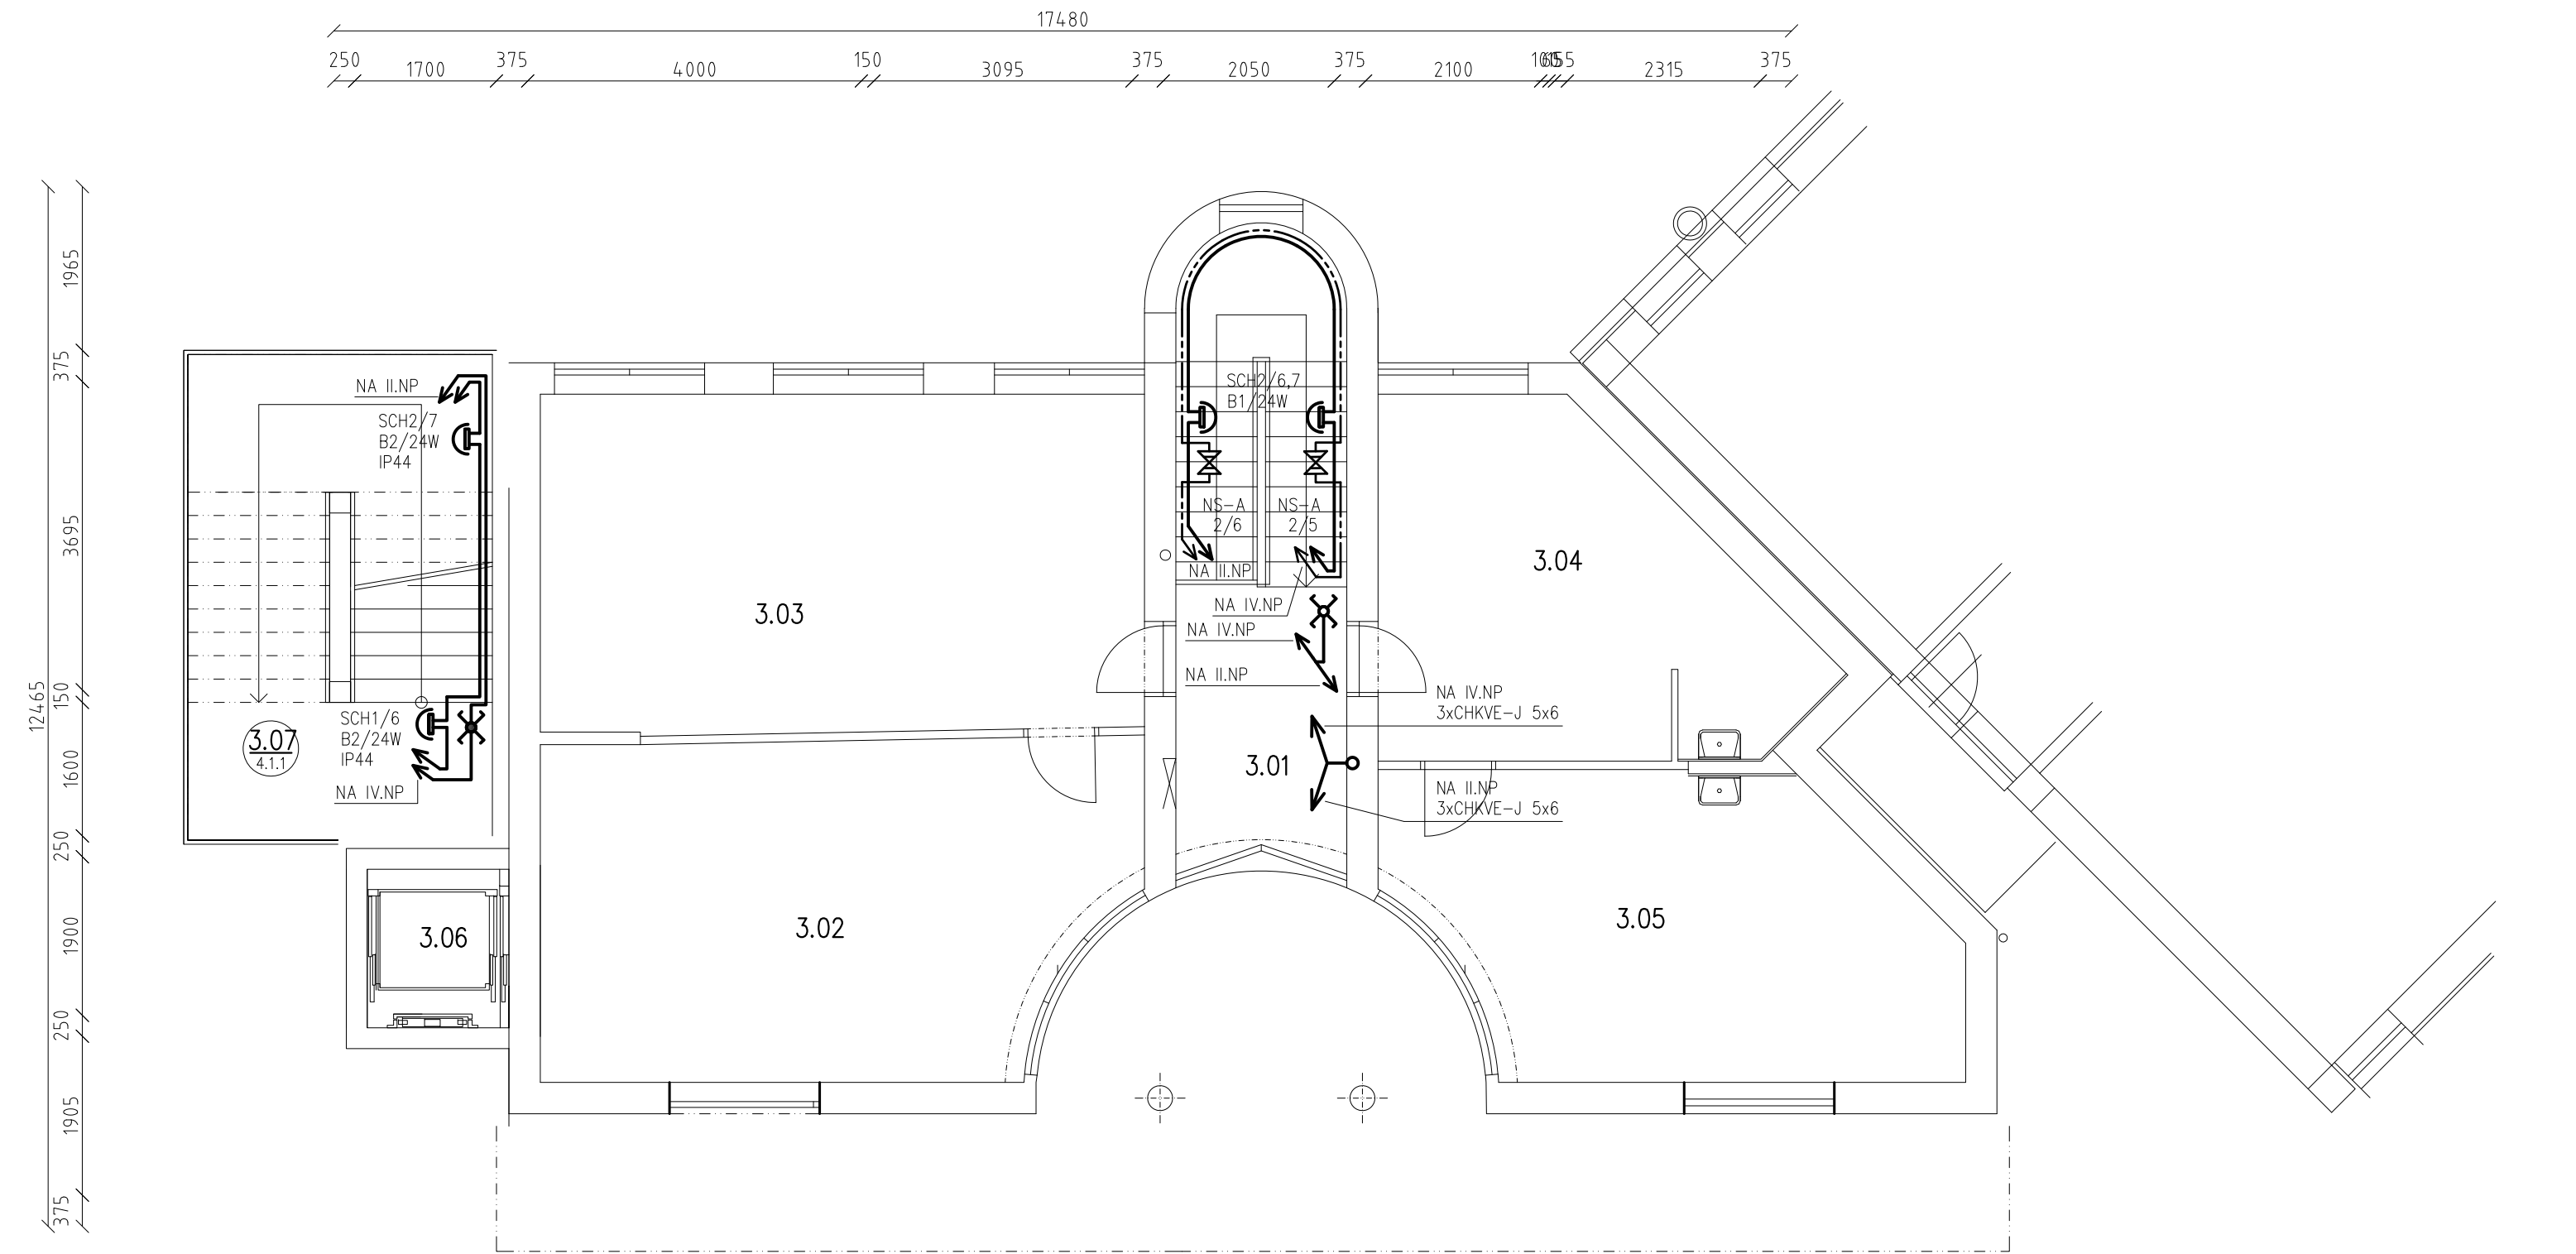 17480
250
1700
375
4000
150
3095
375
2050
375
2100
2315
375
12465
1965
375
3695
150
1600
250
1900
250
1905
375
NA II.NP
SCH2/7
B2/24W
IP44
3.07
4.1.1
SCH1/6
B2/24W
IP44
NA IV.NP
3.06
3.03
3.02
SCH2/6,7
B1/24W
NS-A
2/6
NS-A
2/5
NA II.NP
NA IV.NP
NA IV.NP
NA II.NP
3.01
NA IV.NP
3xCHKVE-J 5x6
NA II.NP
3xCHKVE-J 5x6
3.04
3.05